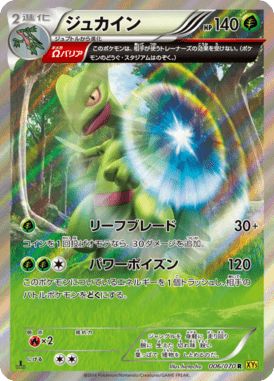 2進化
ジュカイン
HP140
ジュプトルから進化
Ωバリア
このポケモンは、相手が使うトレーナーズの効果を受けない。(ポケモンのどうぐ・スタジアムはのぞく。)
リーフブレード 30+
コインを1回投げオモテなら、30ダメージを追加。
パワーポイズン 120
このポケモンについているエネルギーを1個トラッシュし、相手のバトルポケモンをどくにする。
×2
抵抗力
にげる
006/070 R
XY5